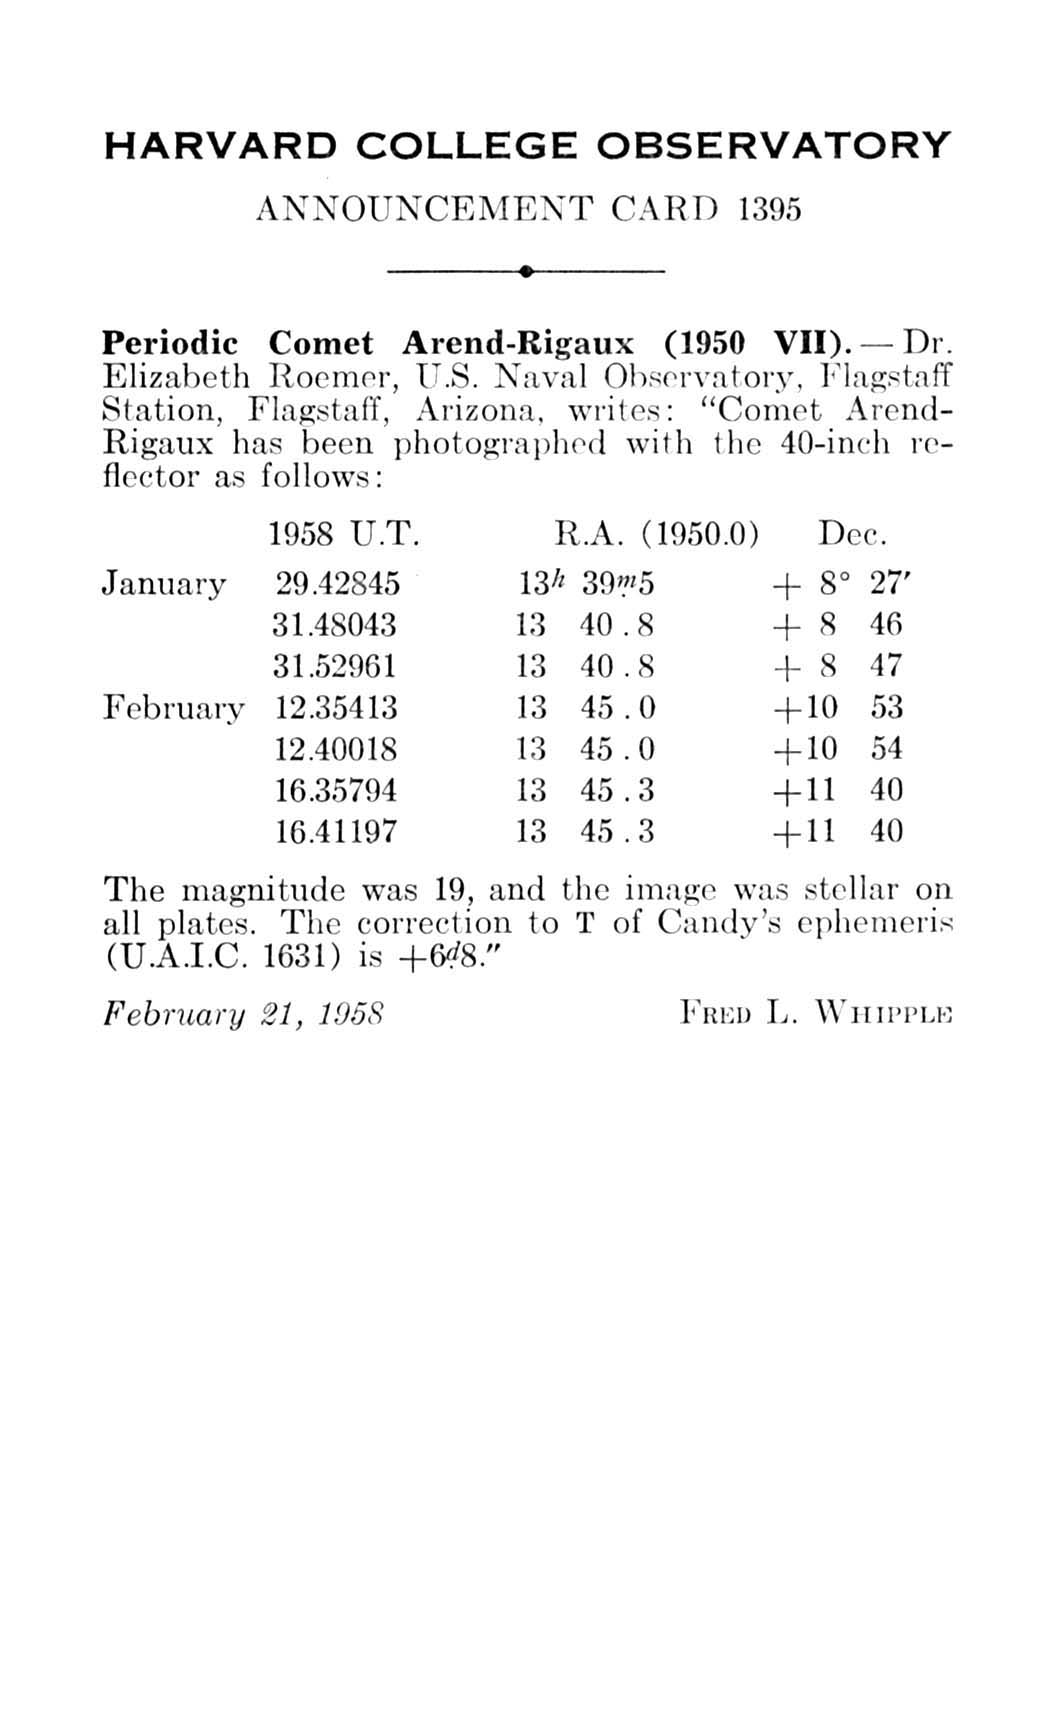 HARVARD COLLEGE OBSERVATORY
ANNOUNCEMENT CARD 1395
Periodic Comet Arend-Rigaux (1950 VII). — Dr.
Elizabeth Roemer, U.S. Naval Observatory, Flagstaff
Station, Flagstaff, Arizona, writes: “Comet Arend-
Rigaux has been photographed with the 40-inch re-
flector as follows:
1958 U.T. R.A. (1950.0) Dec.
January 29.42845 13h 39m.5 + 8° 27′
31.48043 13 40.8 + 8 46
31.52961 13 40.8 + 8 47
February 12.35413 13 45.0 +10 53
12.40018 13 45.0 +10 54
16.35794 13 45.3 +11 40
16.41197 13 45.3 +11 40
The magnitude was 19, and the image was stellar on
all plates. The correction to T of Candy’s ephemeris
(U.A.I.C. 1631) is +6d.8.”
February 21, 1958 FRED L. WHIPPLE